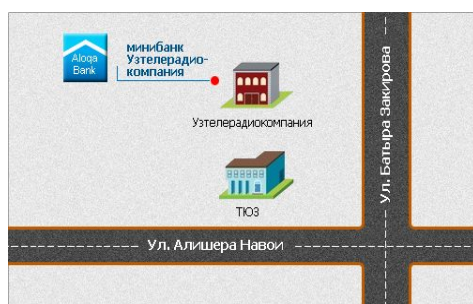 Aloqa
Bank
минибанк
Узтелерадио-
компания
Узтелерадиокомпания
Ул. Батыра Закирова
ТЮЗ
Ул. Алишера Навои